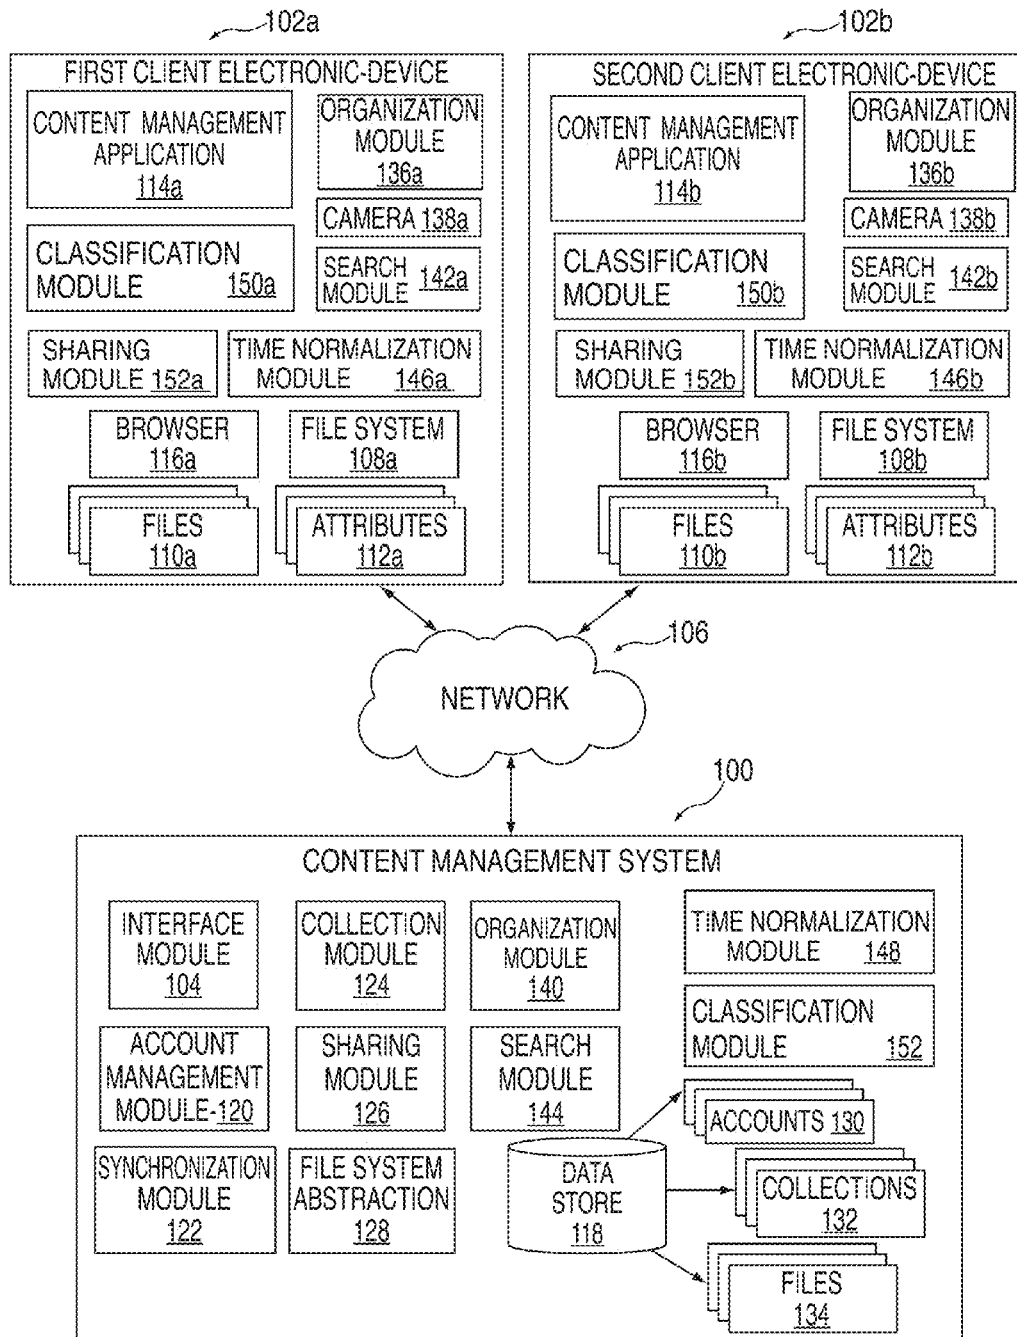 102a
FIRST CLIENT ELECTRONIC-DEVICE
CONTENT MANAGEMENT
APPLICATION
114a
ORGANIZATION
MODULE
136a
CAMERA 138a
CLASSIFICATION
MODULE 150a
SEARCH
MODULE 142a
SHARING
MODULE 152a
TIME NORMALIZATION
MODULE 146a
BROWSER
116a
FILE SYSTEM
108a
FILES
110a
ATTRIBUTES
112a
102b
SECOND CLIENT ELECTRONIC-DEVICE
CONTENT MANAGEMENT
APPLICATION
114b
ORGANIZATION
MODULE
136b
CAMERA 138b
CLASSIFICATION
MODULE 150b
SEARCH
MODULE 142b
SHARING
MODULE 152b
TIME NORMALIZATION
MODULE 146b
BROWSER
116b
FILE SYSTEM
108b
FILES
110b
ATTRIBUTES
112b
106
NETWORK
100
CONTENT MANAGEMENT SYSTEM
INTERFACE
MODULE
104
COLLECTION
MODULE
124
ORGANIZATION
MODULE
140
TIME NORMALIZATION
MODULE 148
ACCOUNT
MANAGEMENT
MODULE-120
SHARING
MODULE
126
SEARCH
MODULE
144
CLASSIFICATION
MODULE 152
SYNCHRONIZATION
MODULE
122
FILE SYSTEM
ABSTRACTION
128
DATA
STORE
118
ACCOUNTS 130
COLLECTIONS
132
FILES
134